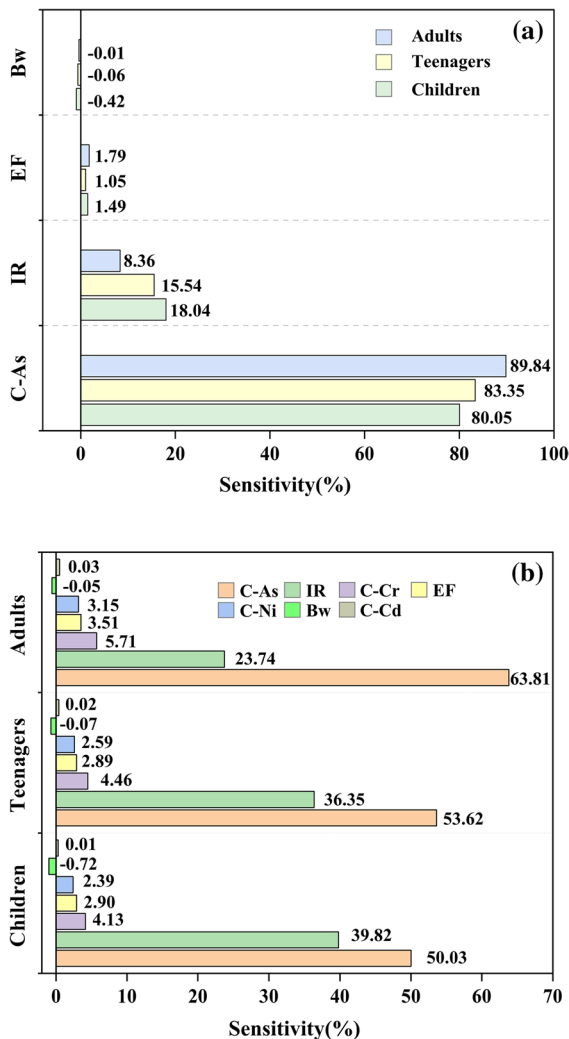 (a)
Adults
Teenagers
Children
Bw
-0.01
-0.06
-0.42
EF
1.79
1.05
1.49
IR
8.36
15.54
18.04
C-As
89.84
83.35
80.05
0 20 40 60 80 100
Sensitivity(%)
(b)
C-As IR C-Cr EF
C-Ni Bw C-Cd
Adults
0.03
-0.05
3.15
3.51
5.71
23.74
63.81
Teenagers
0.02
-0.07
2.59
2.89
4.46
36.35
53.62
Children
0.01
-0.72
2.39
2.90
4.13
39.82
50.03
0 10 20 30 40 50 60 70
Sensitivity(%)